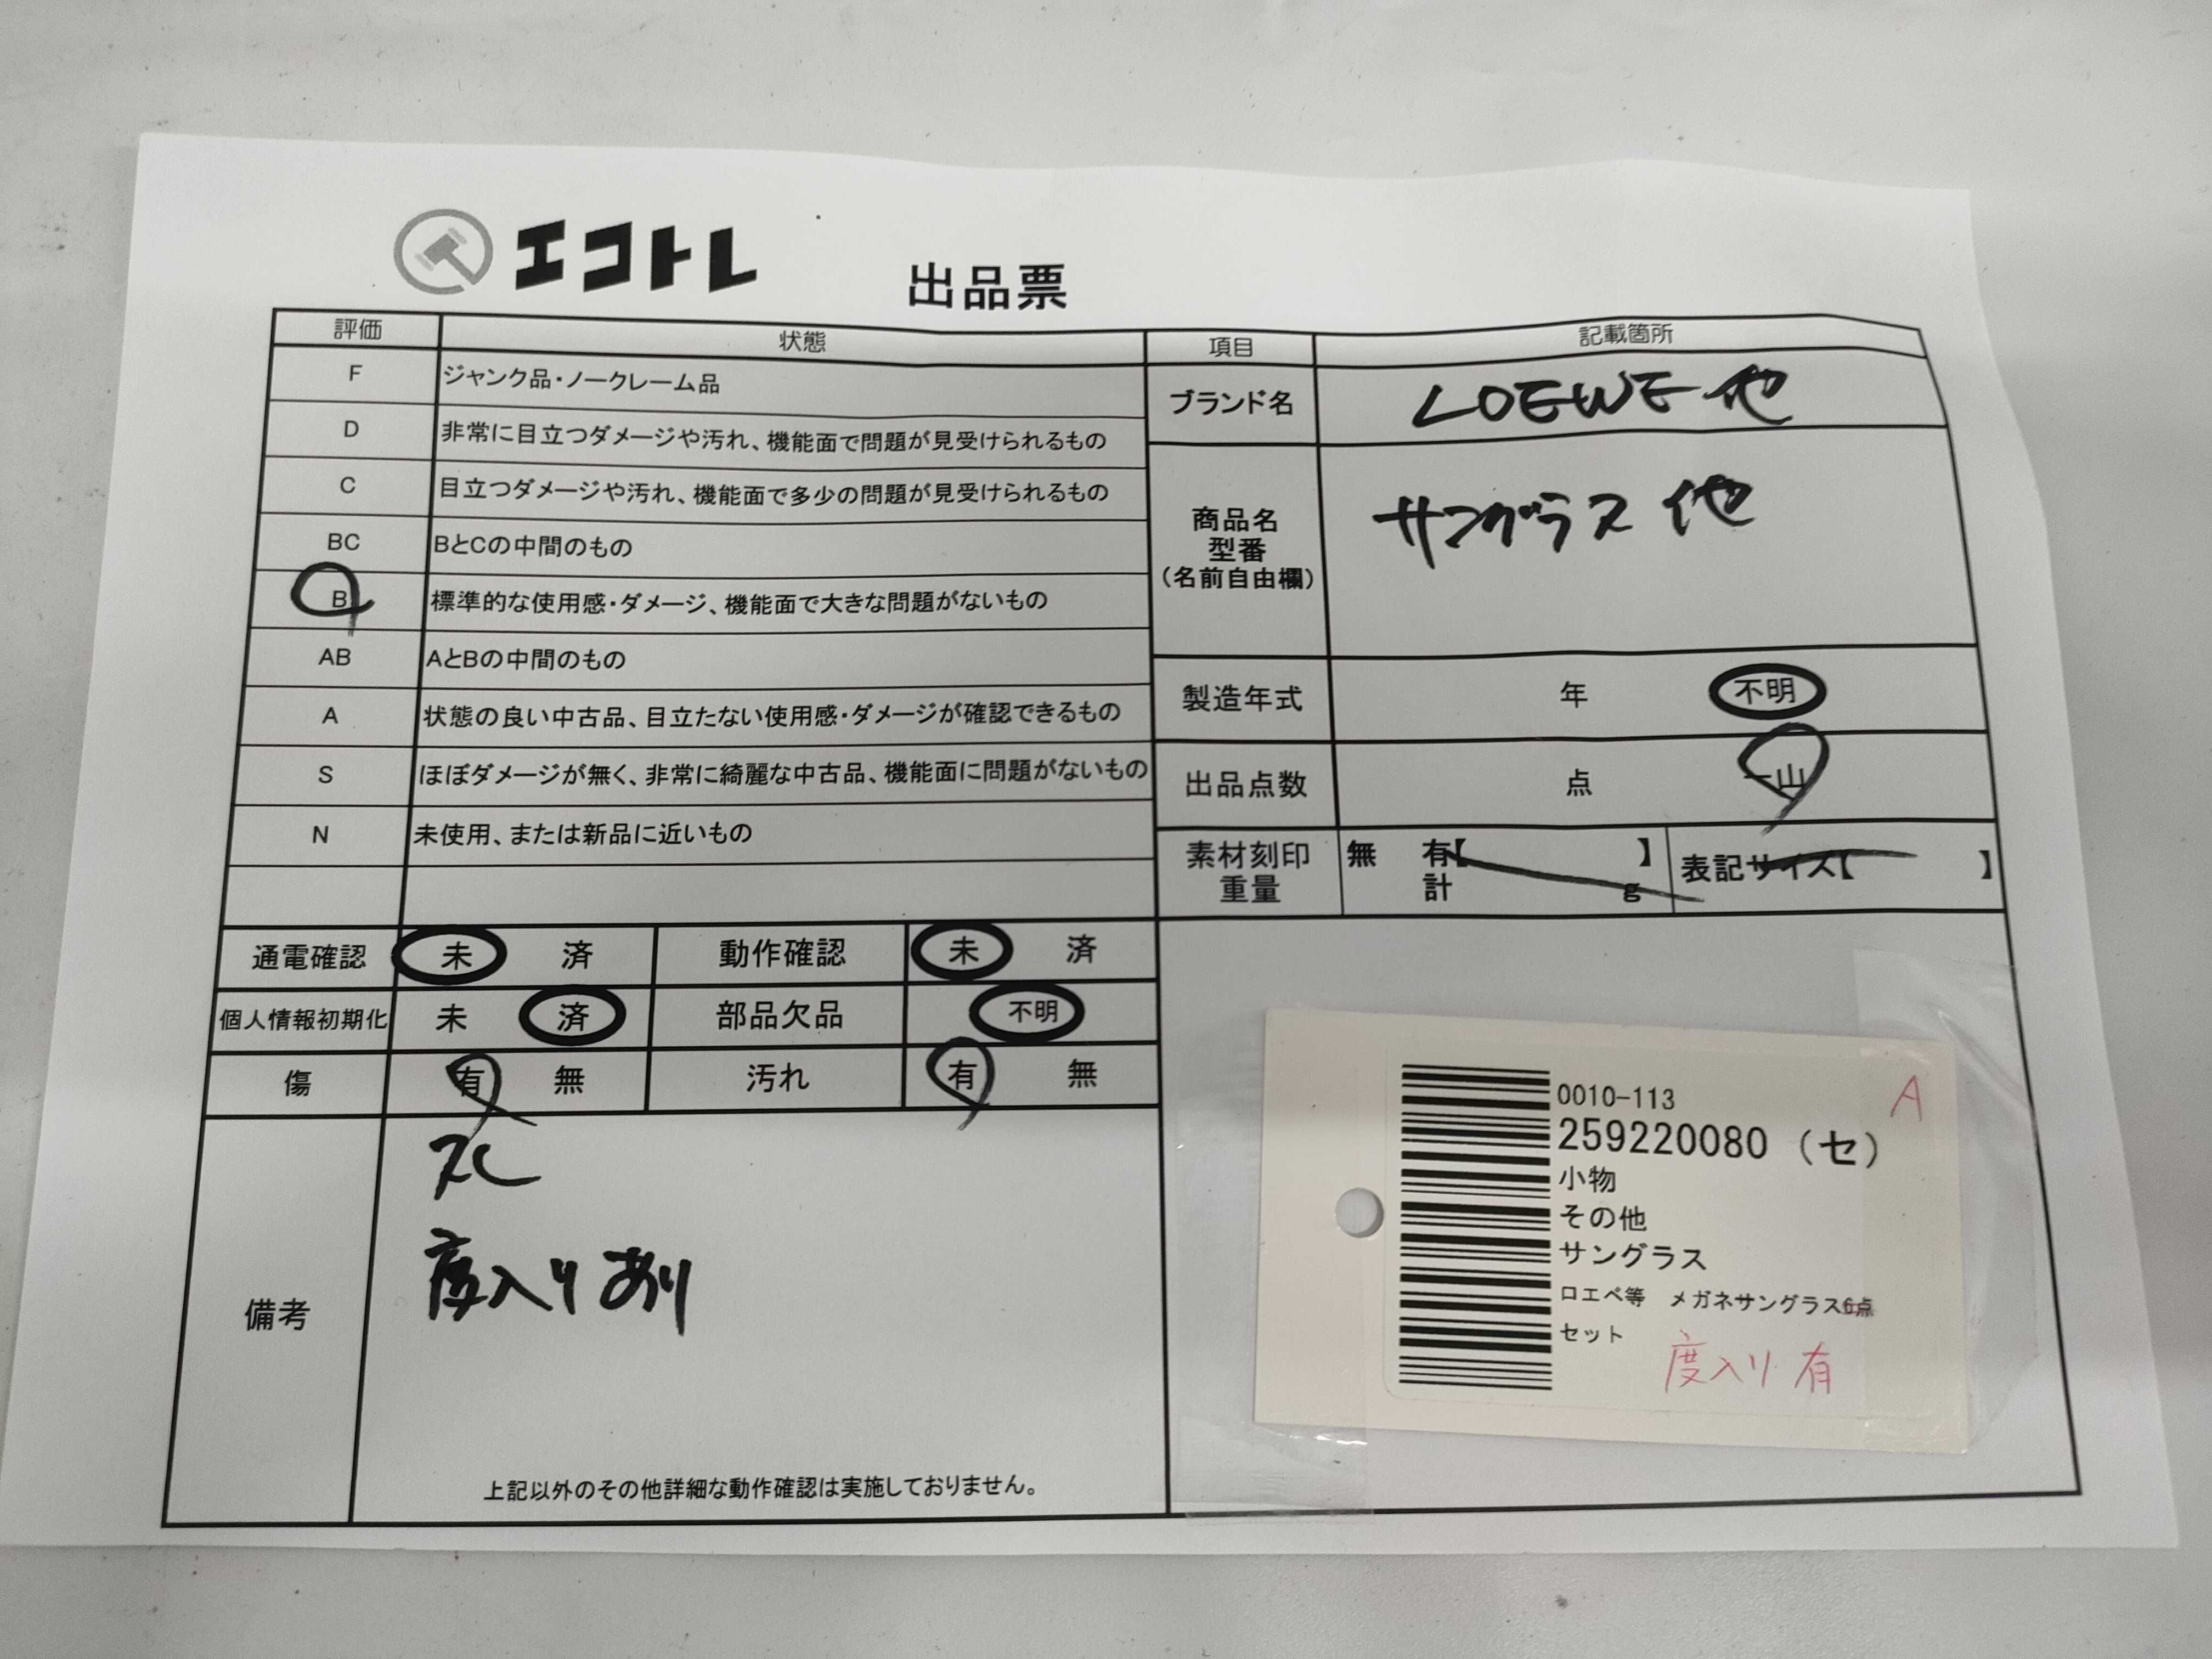 エコトレ 出品票
評価 状態
F ジャンク品・ノークレーム品
D 非常に目立つダメージや汚れ、機能面で問題が見受けられるもの
C 目立つダメージや汚れ、機能面で多少の問題が見受けられるもの
BC BとCの中間のもの
B 標準的な使用感・ダメージ、機能面で大きな問題がないもの
AB AとBの中間のもの
A 状態の良い中古品、目立たない使用感・ダメージが確認できるもの
S ほぼダメージが無く、非常に綺麗な中古品、機能面に問題がないもの
N 未使用、または新品に近いもの
項目 記載箇所
ブランド名 LOEWE 他
商品名
型番
(名前自由欄)
サングラス 他
製造年式 年 不明
出品点数 点 一山
素材刻印 無 有【 】 表記サイズ【 】
重量 計 g
通電確認 未 済 動作確認 未 済
個人情報初期化 未 済 部品欠品 不明
傷 有 無 汚れ 有 無
備考
度入りあり
上記以外のその他詳細な動作確認は実施しておりません。
A
0010-113
259220080 (セ)
小物
その他
サングラス
ロエベ等 メガネサングラス6点
セット
度入り 有